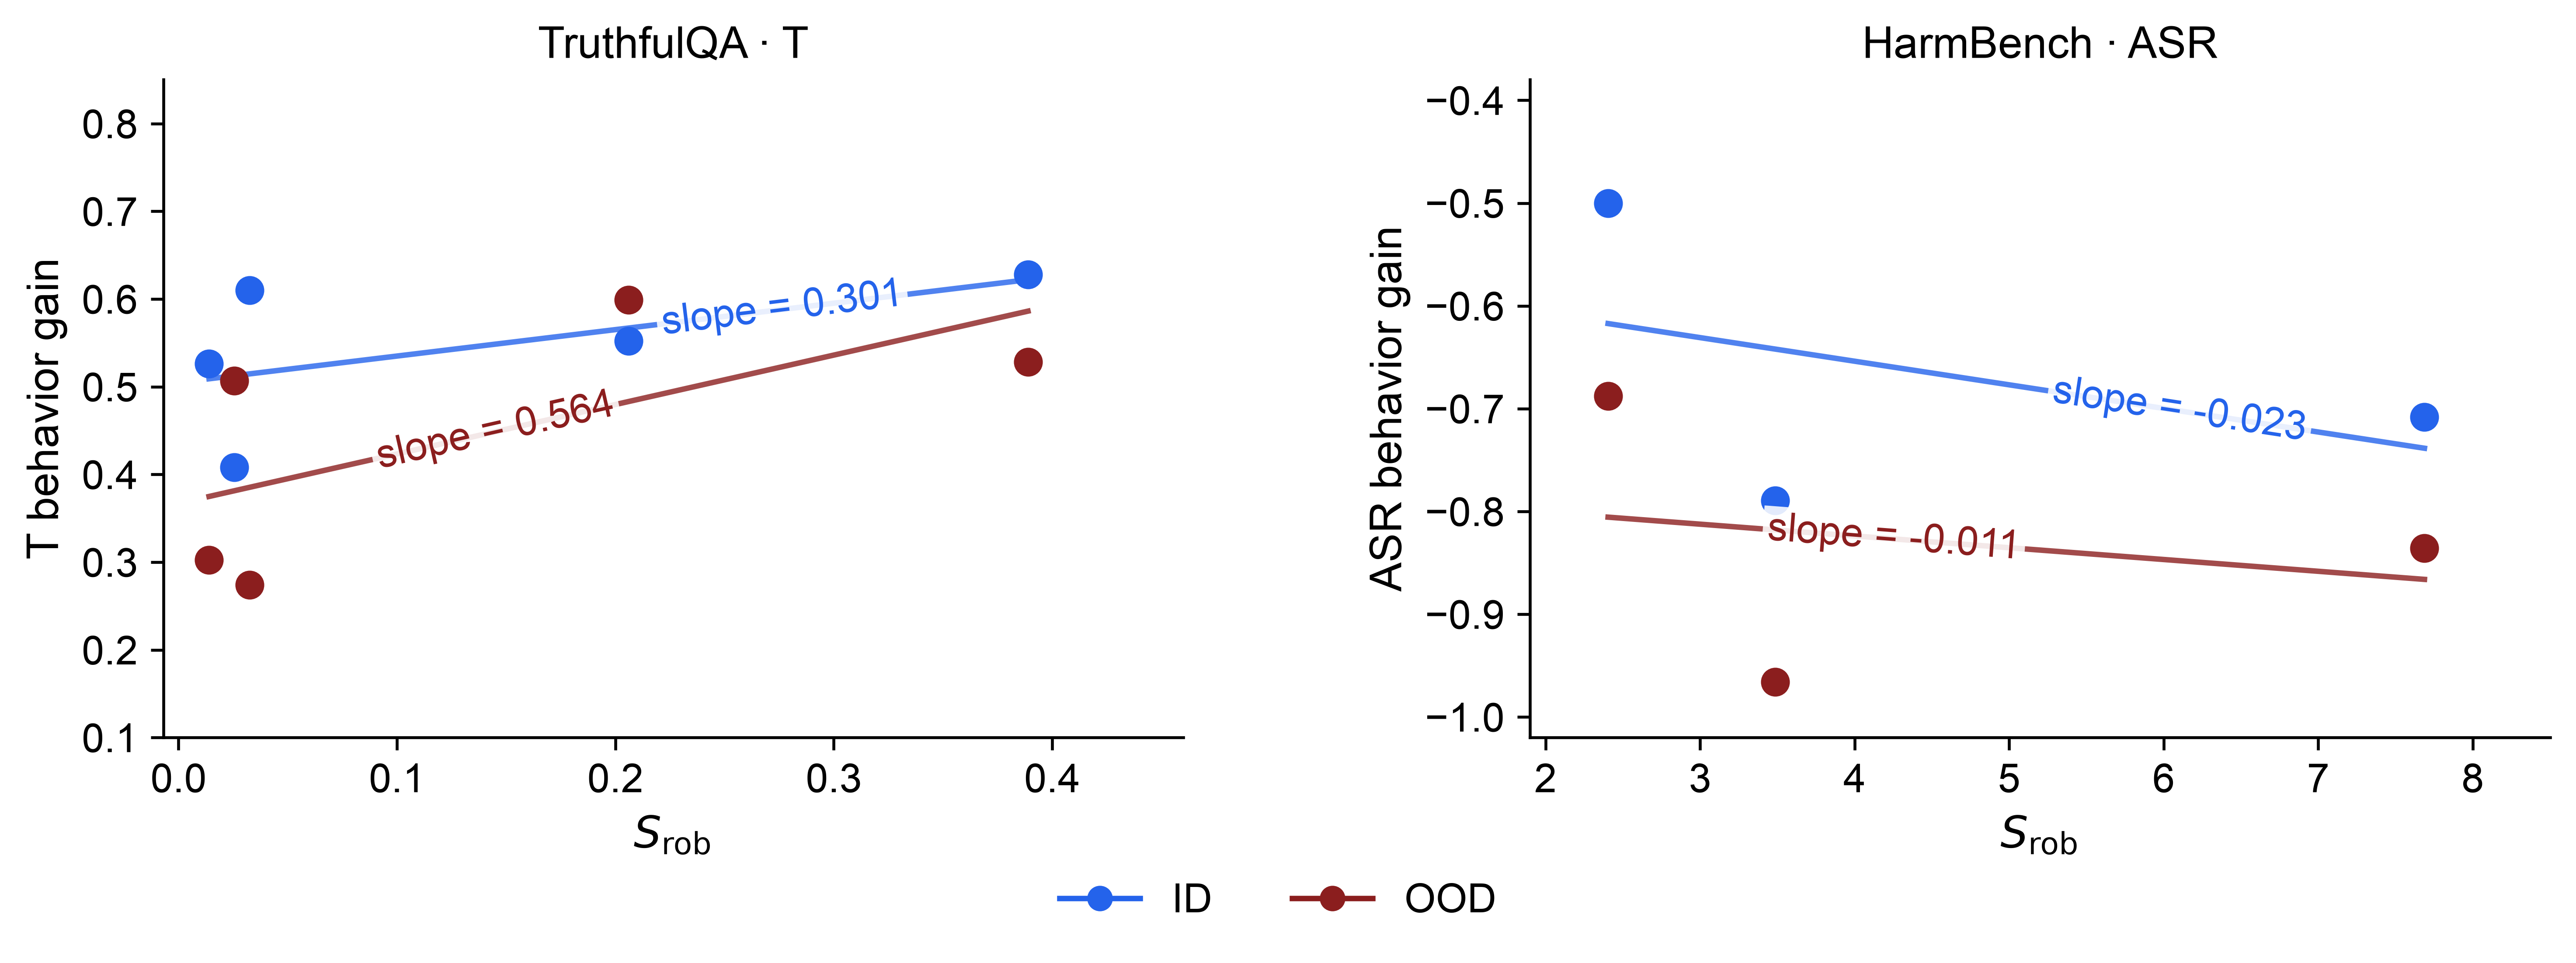 TruthfulQA · T
0.8
0.7
0.6
0.5
0.4
0.3
0.2
0.1
T behavior gain
slope = 0.301
slope = 0.564
0.0 0.1 0.2 0.3 0.4
S_rob
HarmBench · ASR
−0.4
−0.5
−0.6
−0.7
−0.8
−0.9
−1.0
ASR behavior gain
slope = -0.023
slope = -0.011
2 3 4 5 6 7 8
S_rob
ID OOD